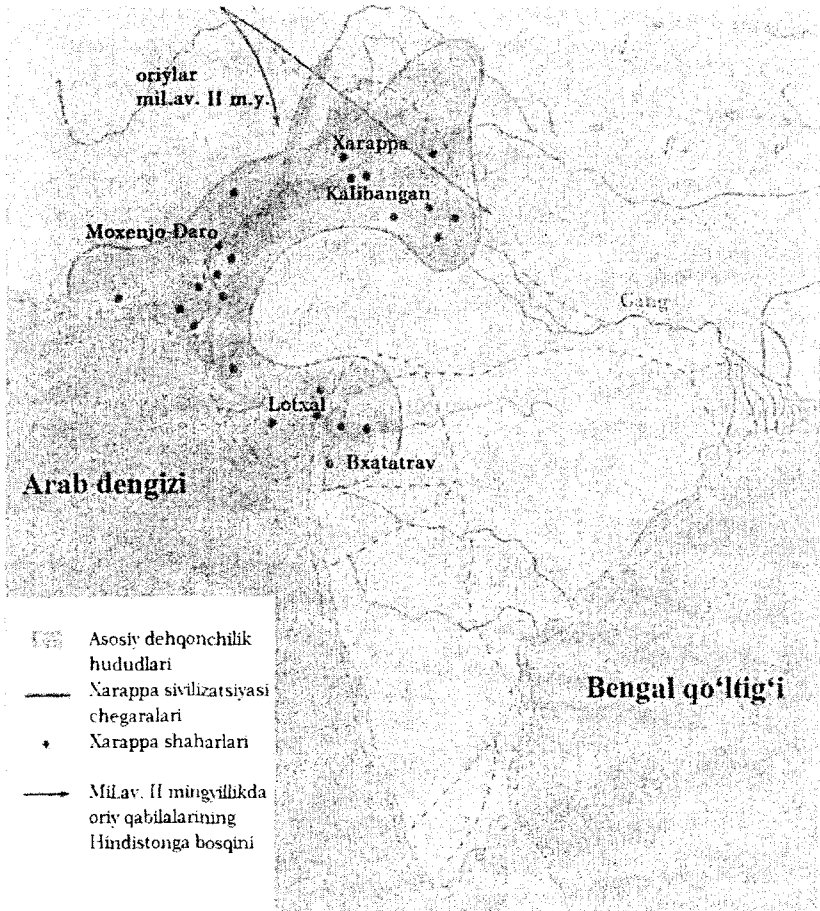 oriylar
mil.av. II m.y.
Xarappa
Kalibangan
Moxenjo-Daro
Gang
Lotxal
Bxatatrav
Arab dengizi
Bengal qo‘ltig‘i
Asosiy dehqonchilik
hududlari
Xarappa sivilizatsiyasi
chegaralari
Xarappa shaharlari
Mil.av. II mingyillikda
oriy qabilalarining
Hindistonga bosqini